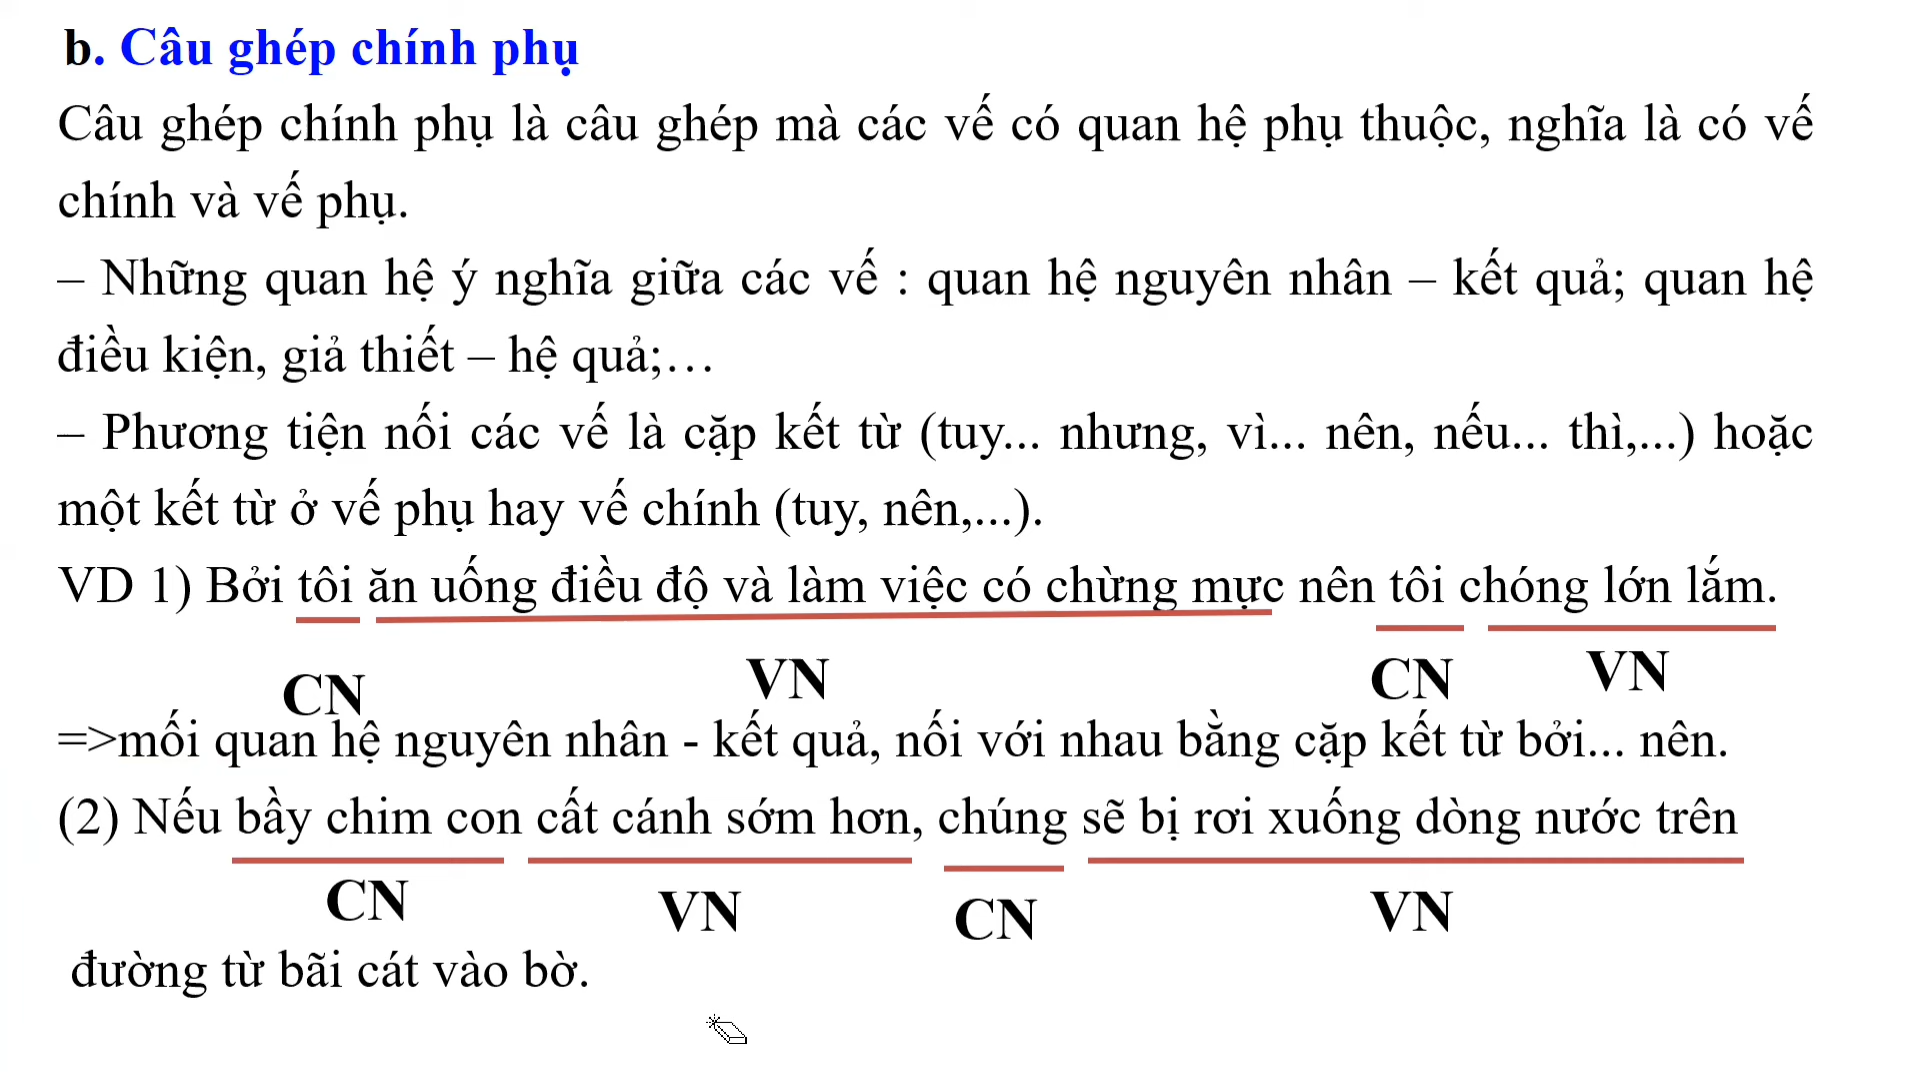 b. Câu ghép chính phụ
Câu ghép chính phụ là câu ghép mà các vế có quan hệ phụ thuộc, nghĩa là có vế
chính và vế phụ.
– Những quan hệ ý nghĩa giữa các vế : quan hệ nguyên nhân – kết quả; quan hệ
điều kiện, giả thiết – hệ quả;…
– Phương tiện nối các vế là cặp kết từ (tuy... nhưng, vì... nên, nếu... thì,...) hoặc
một kết từ ở vế phụ hay vế chính (tuy, nên,...).
VD 1) Bởi tôi ăn uống điều độ và làm việc có chừng mực nên tôi chóng lớn lắm.
CN VN CN VN
=>mối quan hệ nguyên nhân - kết quả, nối với nhau bằng cặp kết từ bởi... nên.
(2) Nếu bầy chim con cất cánh sớm hơn, chúng sẽ bị rơi xuống dòng nước trên
CN VN CN VN
đường từ bãi cát vào bờ.